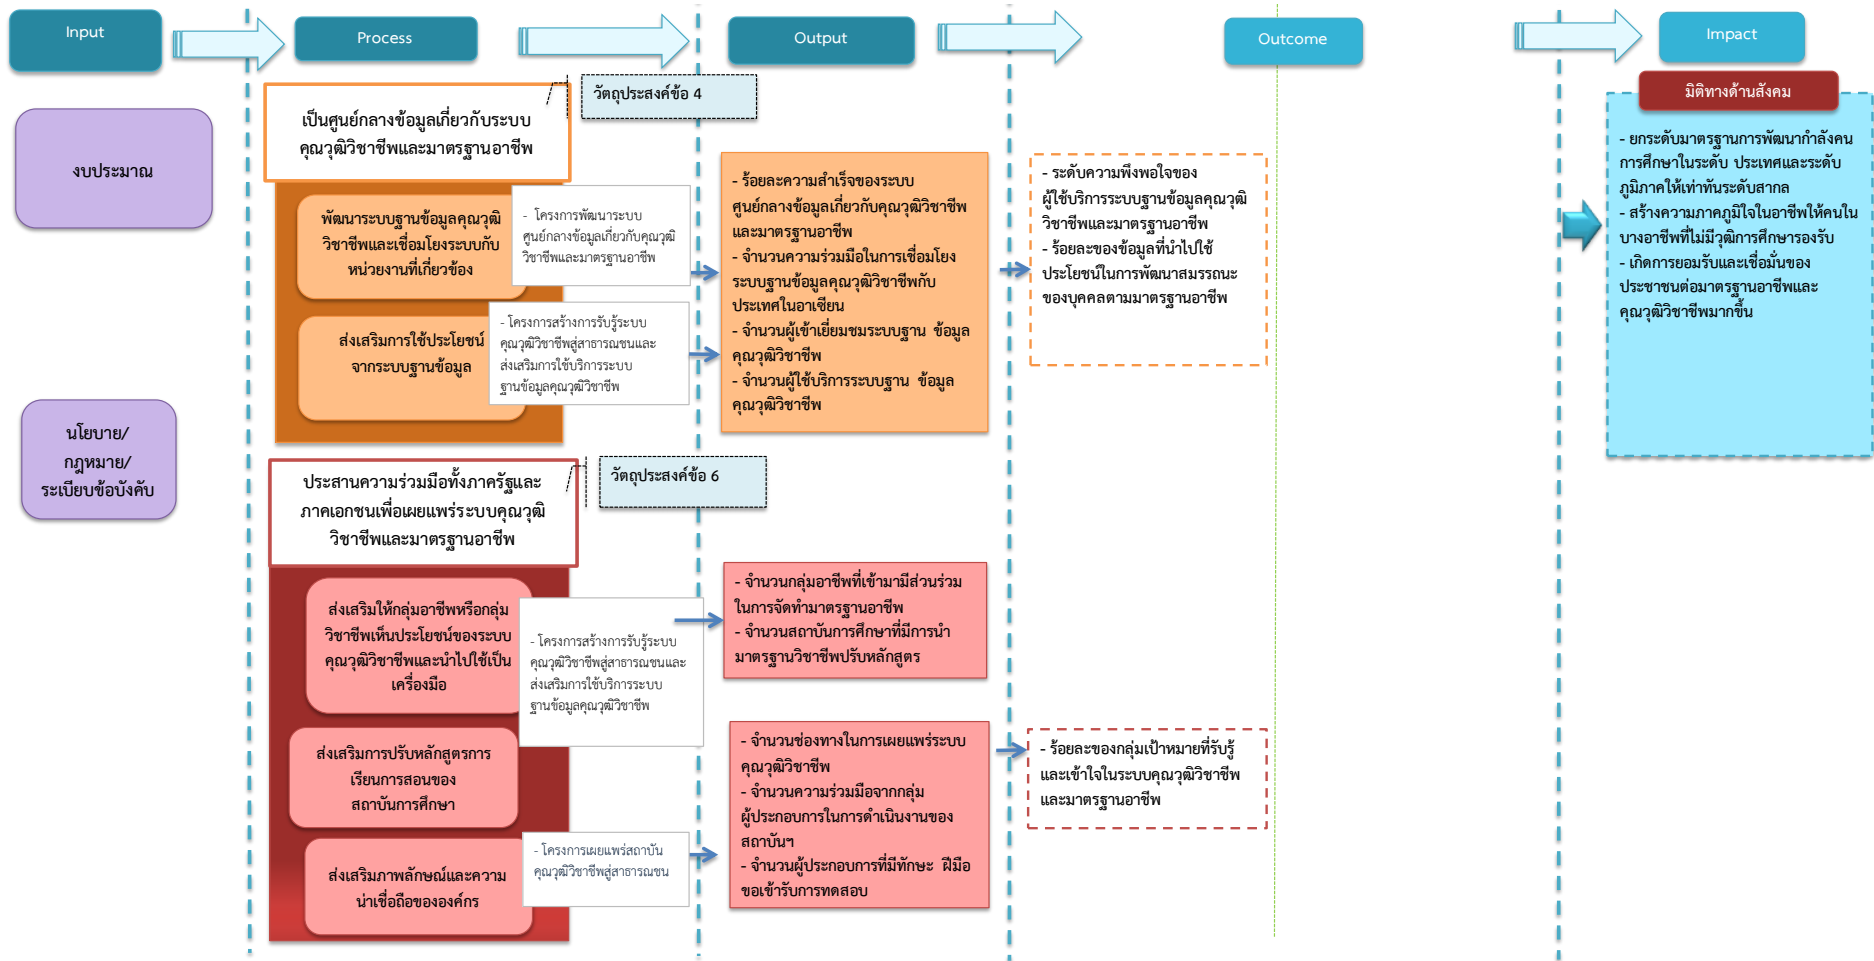 Input
Process
Output
Outcome
Impact
งบประมาณ
นโยบาย/
กฎหมาย/
ระเบียบข้อบังคับ
วัตถุประสงค์ข้อ 4
เป็นศูนย์กลางข้อมูลเกี่ยวกับระบบ
คุณวุฒิวิชาชีพและมาตรฐานอาชีพ
พัฒนาระบบฐานข้อมูลคุณวุฒิ
วิชาชีพและเชื่อมโยงระบบกับ
หน่วยงานที่เกี่ยวข้อง
- โครงการพัฒนาระบบ
ศูนย์กลางข้อมูลเกี่ยวกับคุณวุฒิ
วิชาชีพและมาตรฐานอาชีพ
ส่งเสริมการใช้ประโยชน์
จากระบบฐานข้อมูล
- โครงการสร้างการรับรู้ระบบ
คุณวุฒิวิชาชีพสู่สาธารณชนและ
ส่งเสริมการใช้บริการระบบ
ฐานข้อมูลคุณวุฒิวิชาชีพ
- ร้อยละความสำเร็จของระบบ
ศูนย์กลางข้อมูลเกี่ยวกับคุณวุฒิวิชาชีพ
และมาตรฐานอาชีพ
- จำนวนความร่วมมือในการเชื่อมโยง
ระบบฐานข้อมูลคุณวุฒิวิชาชีพกับ
ประเทศในอาเซียน
- จำนวนผู้เข้าเยี่ยมชมระบบฐาน ข้อมูล
คุณวุฒิวิชาชีพ
- จำนวนผู้ใช้บริการระบบฐาน ข้อมูล
คุณวุฒิวิชาชีพ
- ระดับความพึงพอใจของ
ผู้ใช้บริการระบบฐานข้อมูลคุณวุฒิ
วิชาชีพและมาตรฐานอาชีพ
- ร้อยละของข้อมูลที่นำไปใช้
ประโยชน์ในการพัฒนาสมรรถนะ
ของบุคคลตามมาตรฐานอาชีพ
มิติทางด้านสังคม
- ยกระดับมาตรฐานการพัฒนากำลังคน
การศึกษาในระดับ ประเทศและระดับ
ภูมิภาคให้เท่าทันระดับสากล
- สร้างความภาคภูมิใจในอาชีพให้คนใน
บางอาชีพที่ไม่มีวุฒิการศึกษารองรับ
- เกิดการยอมรับและเชื่อมั่นของ
ประชาชนต่อมาตรฐานอาชีพและ
คุณวุฒิวิชาชีพมากขึ้น
วัตถุประสงค์ข้อ 6
ประสานความร่วมมือทั้งภาครัฐและ
ภาคเอกชนเพื่อเผยแพร่ระบบคุณวุฒิ
วิชาชีพและมาตรฐานอาชีพ
ส่งเสริมให้กลุ่มอาชีพหรือกลุ่ม
วิชาชีพเห็นประโยชน์ของระบบ
คุณวุฒิวิชาชีพและนำไปใช้เป็น
เครื่องมือ
- โครงการสร้างการรับรู้ระบบ
คุณวุฒิวิชาชีพสู่สาธารณชนและ
ส่งเสริมการใช้บริการระบบ
ฐานข้อมูลคุณวุฒิวิชาชีพ
ส่งเสริมการปรับหลักสูตรการ
เรียนการสอนของ
สถาบันการศึกษา
ส่งเสริมภาพลักษณ์และความ
น่าเชื่อถือขององค์กร
- โครงการเผยแพร่สถาบัน
คุณวุฒิวิชาชีพสู่สาธารณชน
- จำนวนกลุ่มอาชีพที่เข้ามามีส่วนร่วม
ในการจัดทำมาตรฐานอาชีพ
- จำนวนสถาบันการศึกษาที่มีการนำ
มาตรฐานวิชาชีพปรับหลักสูตร
- จำนวนช่องทางในการเผยแพร่ระบบ
คุณวุฒิวิชาชีพ
- จำนวนความร่วมมือจากกลุ่ม
ผู้ประกอบการในการดำเนินงานของ
สถาบันฯ
- จำนวนผู้ประกอบการที่มีทักษะ ฝีมือ
ขอเข้ารับการทดสอบ
- ร้อยละของกลุ่มเป้าหมายที่รับรู้
และเข้าใจในระบบคุณวุฒิวิชาชีพ
และมาตรฐานอาชีพ